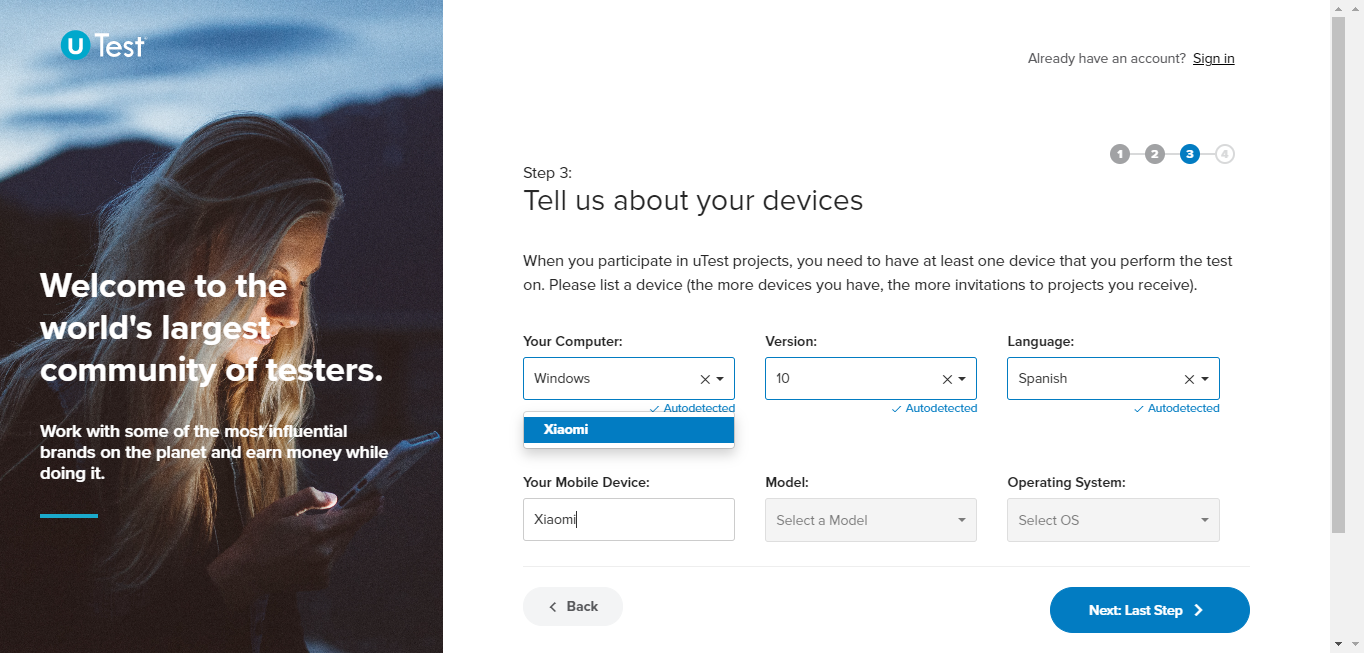 U Test
Welcome to the
world's largest
community of testers.
Work with some of the most influential
brands on the planet and earn money while
doing it.
Already have an account? Sign in
1 2 3 4
Step 3:
Tell us about your devices
When you participate in uTest projects, you need to have at least one device that you perform the test
on. Please list a device (the more devices you have, the more invitations to projects you receive).
Your Computer: Version: Language:
Windows 10 Spanish
Autodetected Autodetected Autodetected
Xiaomi
Your Mobile Device: Model: Operating System:
Xiaomi Select a Model Select OS
Back Next: Last Step